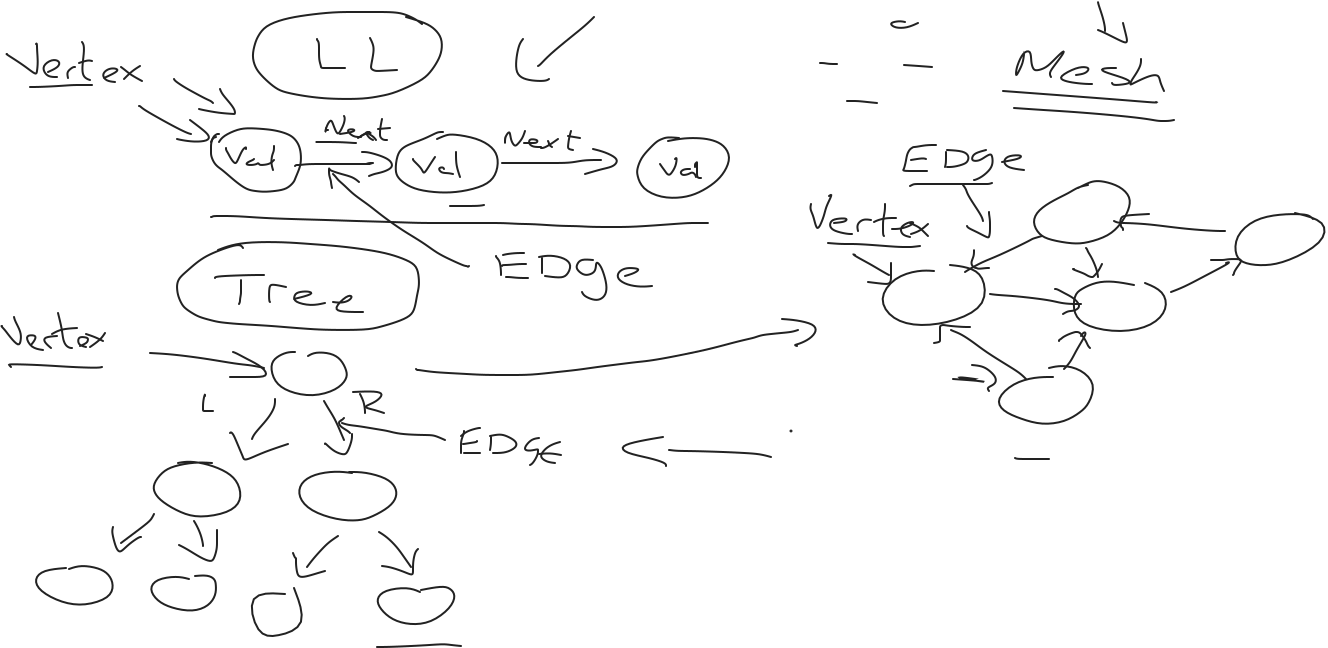 LL
Vertex
Next Next
Val Val Val
EDge
Tree
Vertex
L R
EDGE
Mesh
EDge
Vertex